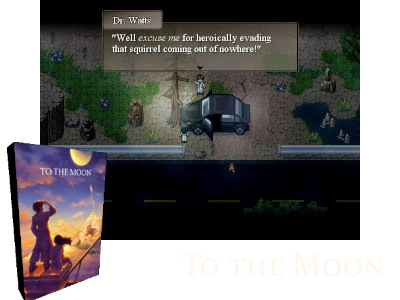 Dr. Watts:
"Well excuse me for heroically evading
that squirrel coming out of nowhere!"
TO THE MOON
TO THE MOON